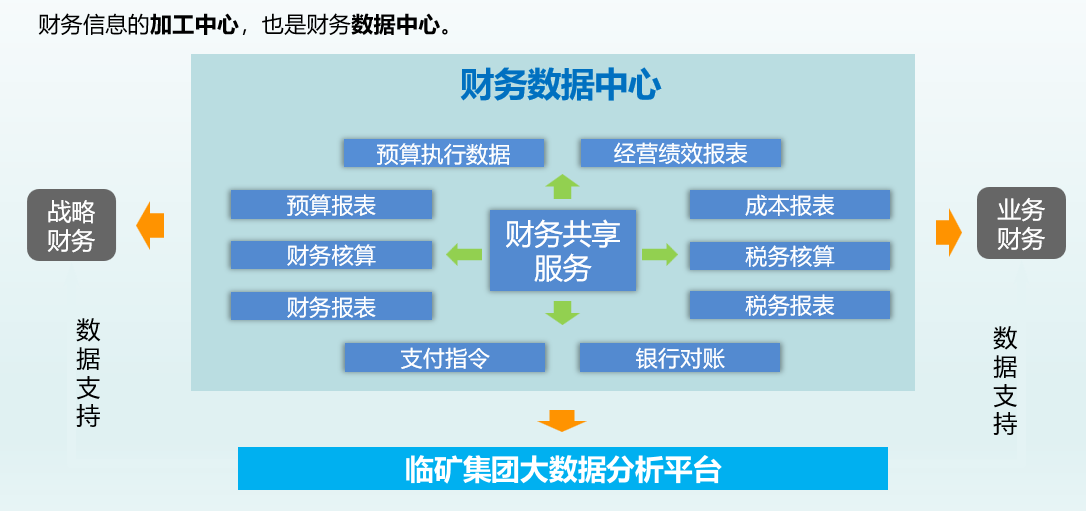 财务信息的加工中心，也是财务数据中心。
财务数据中心
预算执行数据
经营绩效报表
预算报表
财务核算
财务报表
财务共享
服务
成本报表
税务核算
税务报表
支付指令
银行对账
战略
财务
业务
财务
数据支持
数据支持
临矿集团大数据分析平台